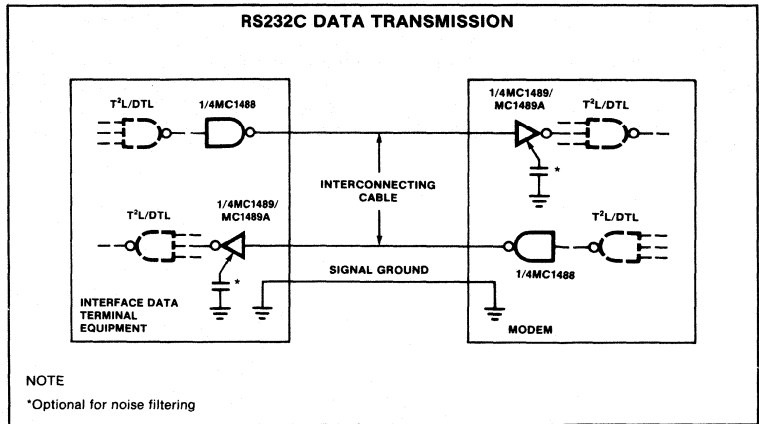 RS232C DATA TRANSMISSION
T²L/DTL
1/4MC1488
1/4MC1489/
MC1489A
T²L/DTL
*
INTERCONNECTING
CABLE
T²L/DTL
1/4MC1489/
MC1489A
T²L/DTL
1/4MC1488
*
SIGNAL GROUND
INTERFACE DATA
TERMINAL
EQUIPMENT
MODEM
NOTE
*Optional for noise filtering